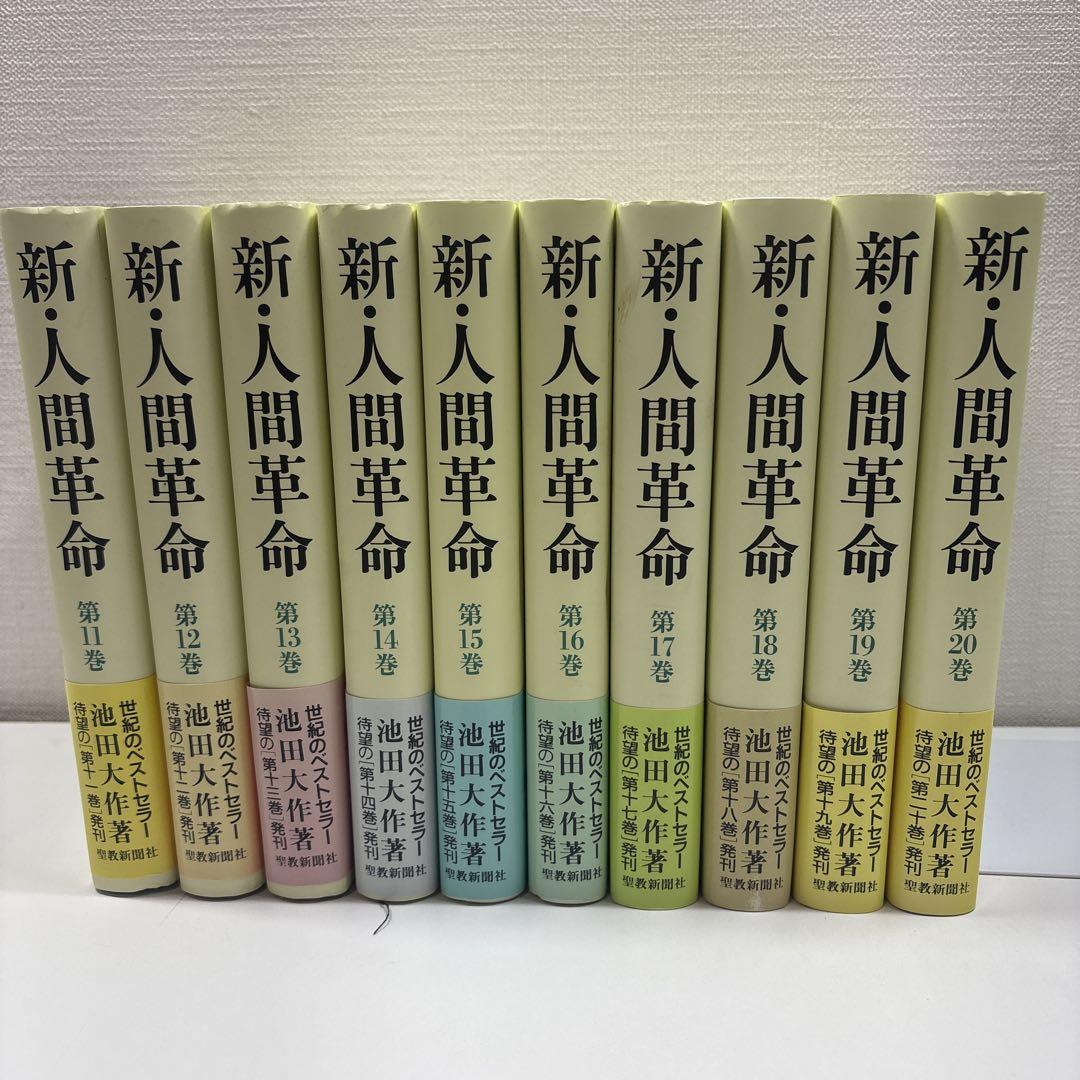 新・人間革命
第11巻
世紀のベストセラー
池田大作著
待望の［第十一巻］発刊
聖教新聞社
新・人間革命
第12巻
世紀のベストセラー
池田大作著
待望の［第十二巻］発刊
聖教新聞社
新・人間革命
第13巻
世紀のベストセラー
池田大作著
待望の［第十三巻］発刊
聖教新聞社
新・人間革命
第14巻
世紀のベストセラー
池田大作著
待望の［第十四巻］発刊
聖教新聞社
新・人間革命
第15巻
世紀のベストセラー
池田大作著
待望の［第十五巻］発刊
聖教新聞社
新・人間革命
第16巻
世紀のベストセラー
池田大作著
待望の［第十六巻］発刊
聖教新聞社
新・人間革命
第17巻
世紀のベストセラー
池田大作著
待望の［第十七巻］発刊
聖教新聞社
新・人間革命
第18巻
世紀のベストセラー
池田大作著
待望の［第十八巻］発刊
聖教新聞社
新・人間革命
第19巻
世紀のベストセラー
池田大作著
待望の［第十九巻］発刊
聖教新聞社
新・人間革命
第20巻
世紀のベストセラー
池田大作著
待望の［第二十巻］発刊
聖教新聞社